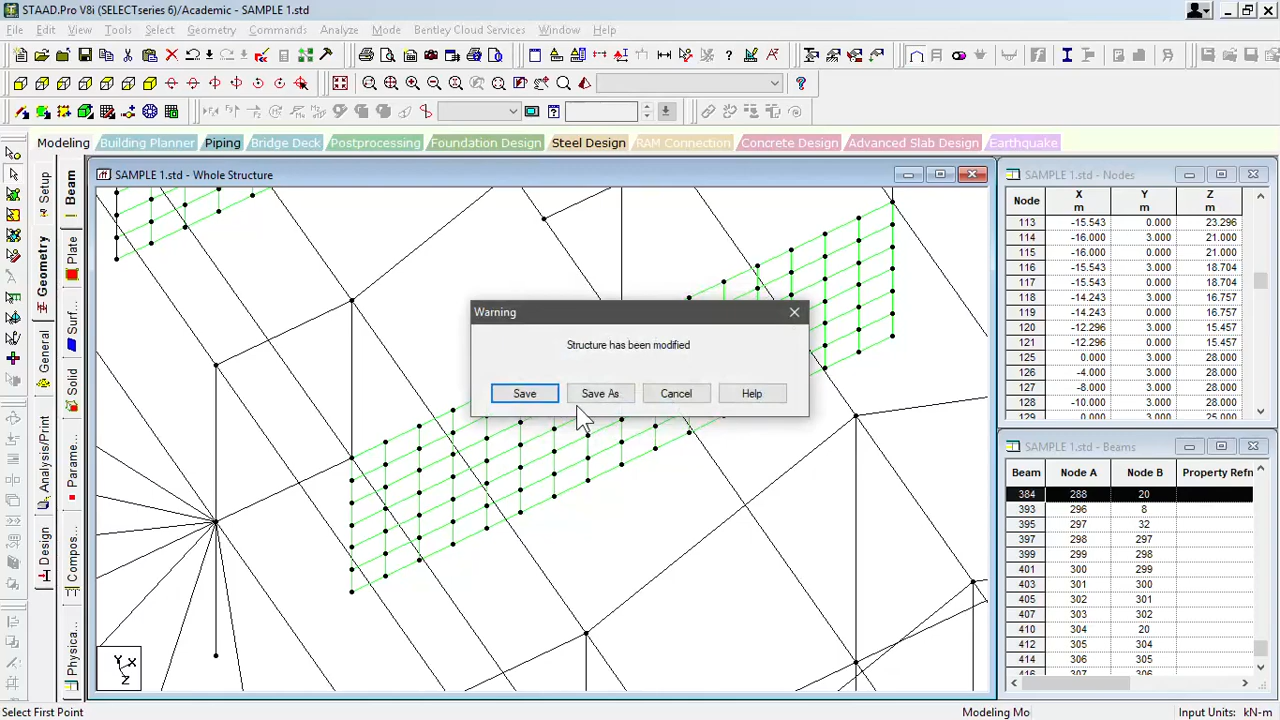 STAAD.Pro V8i (SELECTseries 6)/Academic - SAMPLE 1.std
File Edit View Tools Select Geometry Commands Analyze Mode Bentley Cloud Services Window Help
Modeling Building Planner Piping Bridge Deck Postprocessing Foundation Design Steel Design RAM Connection Concrete Design Advanced Slab Design Earthquake
Setup
Geometry
General
Analysis/Print
Design
Beam
Plate
Surf...
Solid
Parame...
Compos...
Physica...
SAMPLE 1.std - Whole Structure
Warning
Structure has been modified
Save Save As Cancel Help
Y X
Z
SAMPLE 1.std - Nodes
Node X m Y m Z m
113 -15.543 0.000 23.296
114 -16.000 3.000 21.000
115 -16.000 0.000 21.000
116 -15.543 3.000 18.704
117 -15.543 0.000 18.704
118 -14.243 3.000 16.757
119 -14.243 0.000 16.757
120 -12.296 3.000 15.457
121 -12.296 0.000 15.457
125 0.000 3.000 28.000
126 -4.000 3.000 28.000
127 -8.000 3.000 28.000
128 -10.000 3.000 28.000
129 0.000 3.000 25.000
SAMPLE 1.std - Beams
Beam Node A Node B Property Refn
384 288 20
393 296 8
395 297 32
397 298 297
399 299 298
401 300 299
403 301 300
405 302 301
407 303 302
410 304 20
412 305 304
414 306 305
416 307 306
Select First Point
Modeling Mo
Input Units: kN-m